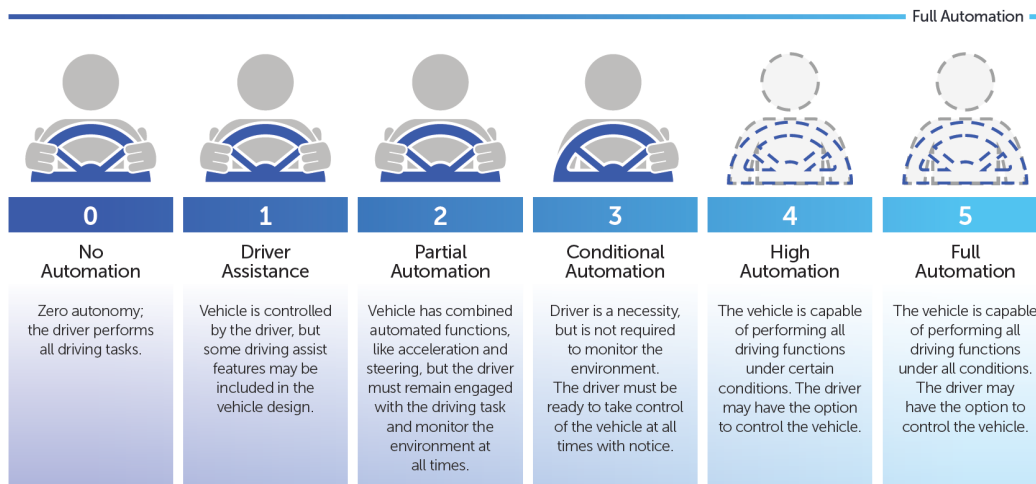 Full Automation
0
No
Automation
Zero autonomy;
the driver performs
all driving tasks.
1
Driver
Assistance
Vehicle is controlled
by the driver, but
some driving assist
features may be
included in the
vehicle design.
2
Partial
Automation
Vehicle has combined
automated functions,
like acceleration and
steering, but the driver
must remain engaged
with the driving task
and monitor the
environment at
all times.
3
Conditional
Automation
Driver is a necessity,
but is not required
to monitor the
environment.
The driver must be
ready to take control
of the vehicle at all
times with notice.
4
High
Automation
The vehicle is capable
of performing all
driving functions
under certain
conditions. The driver
may have the option
to control the vehicle.
5
Full
Automation
The vehicle is capable
of performing all
driving functions
under all conditions.
The driver may
have the option to
control the vehicle.